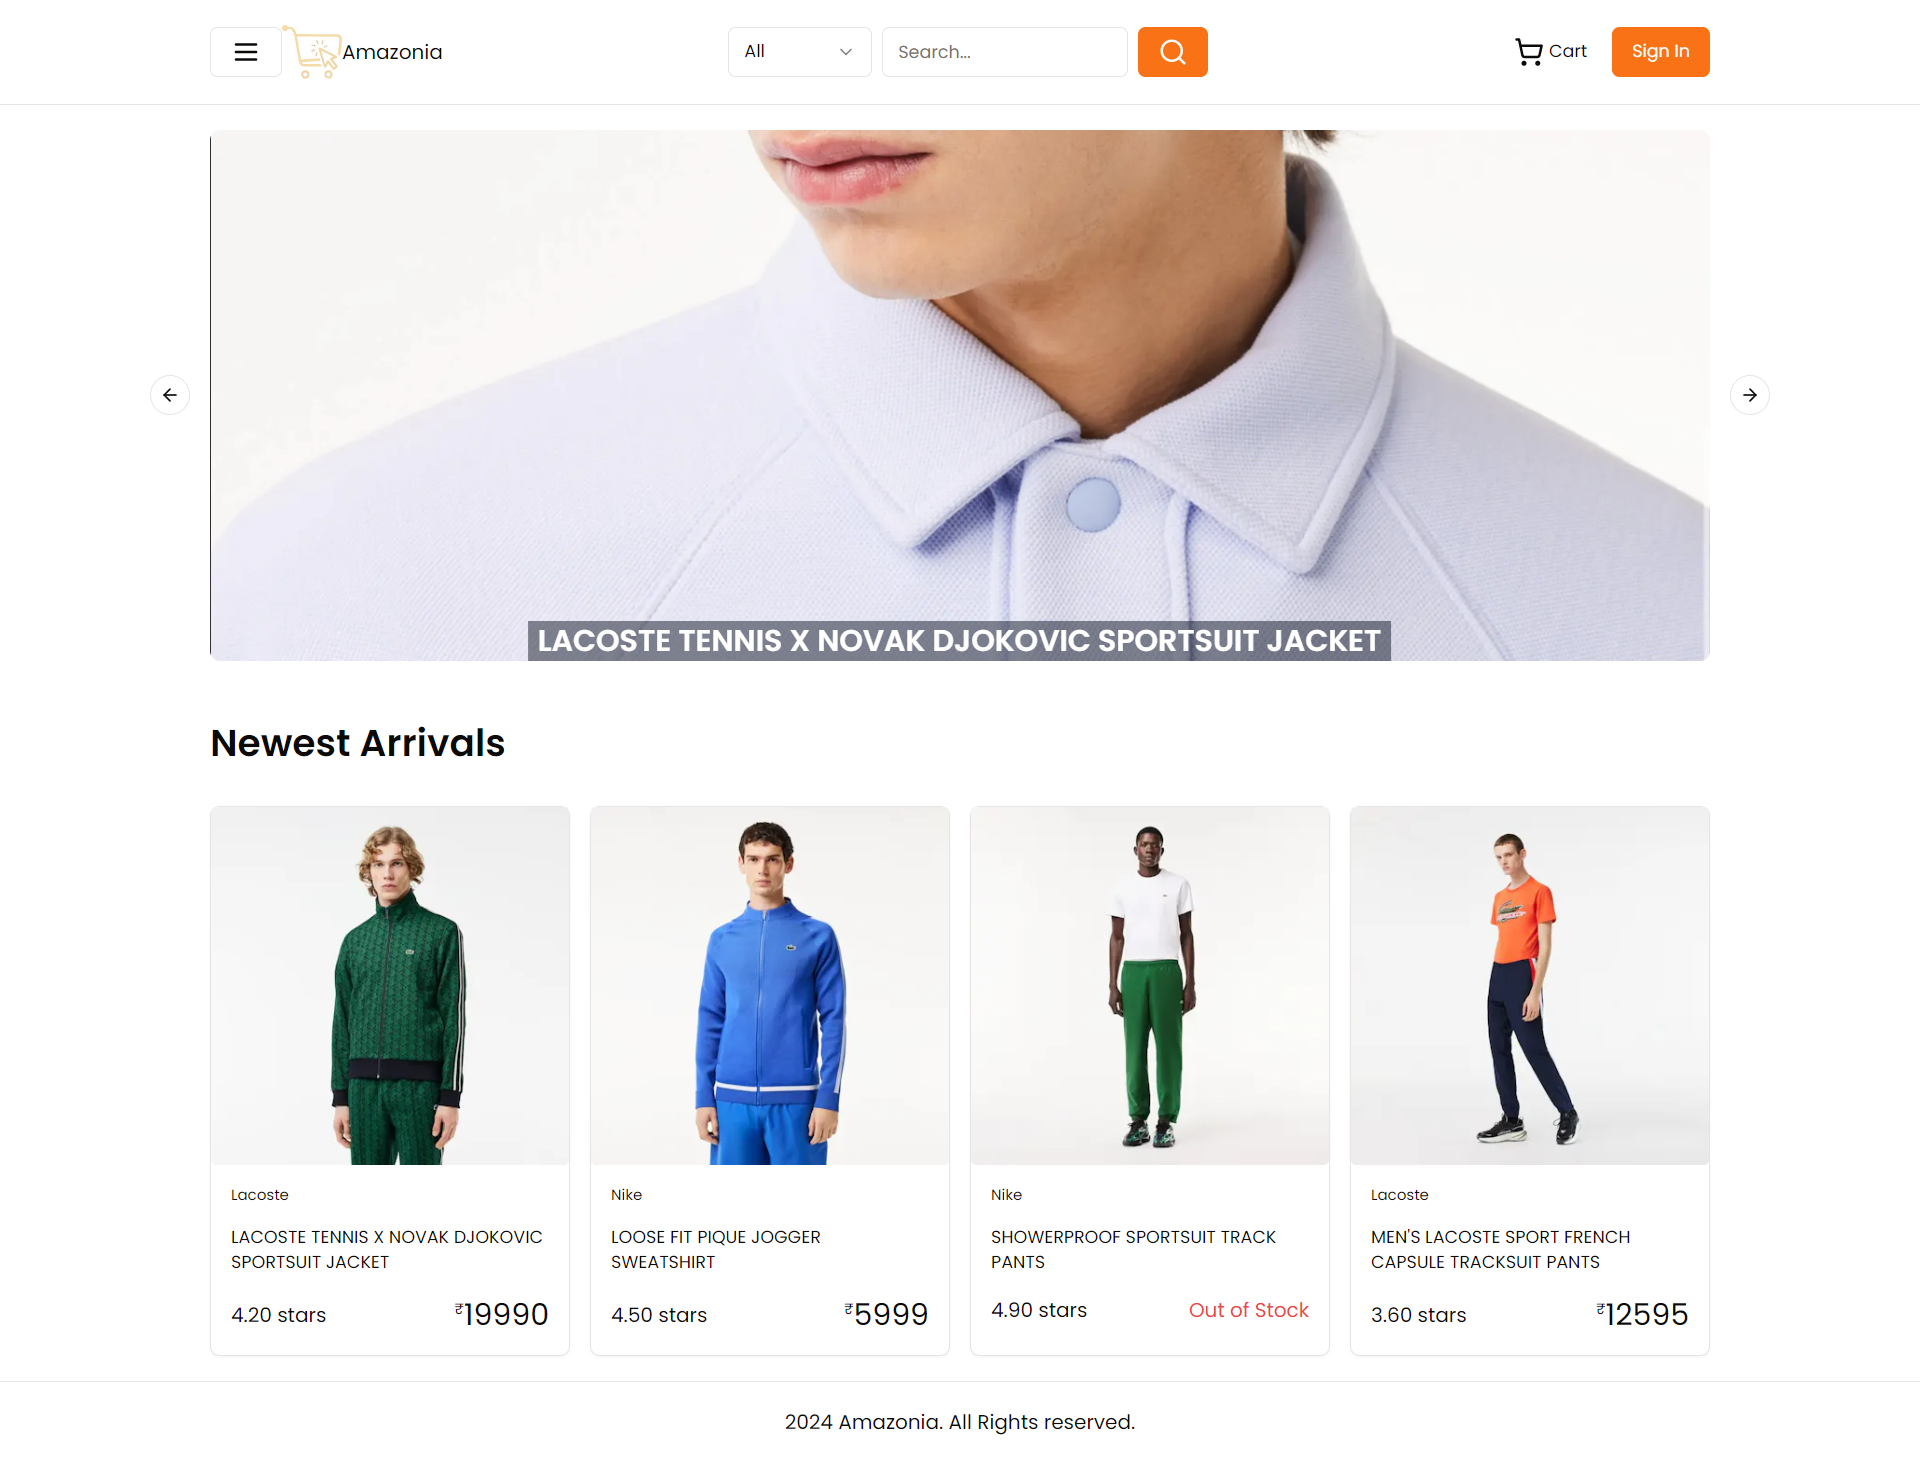 Amazonia
All
Search...
Cart
Sign In
LACOSTE TENNIS X NOVAK DJOKOVIC SPORTSUIT JACKET
Newest Arrivals
Lacoste
LACOSTE TENNIS X NOVAK DJOKOVIC
SPORTSUIT JACKET
4.20 stars
₹19990
Nike
LOOSE FIT PIQUE JOGGER
SWEATSHIRT
4.50 stars
₹5999
Nike
SHOWERPROOF SPORTSUIT TRACK
PANTS
4.90 stars
Out of Stock
Lacoste
MEN'S LACOSTE SPORT FRENCH
CAPSULE TRACKSUIT PANTS
3.60 stars
₹12595
2024 Amazonia. All Rights reserved.